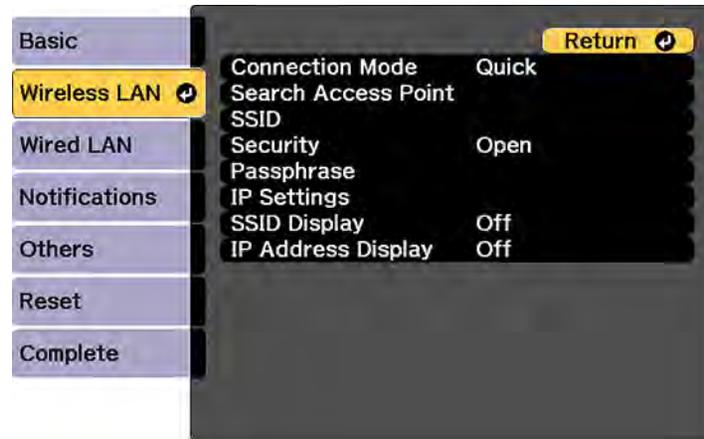 Basic
Wireless LAN
Wired LAN
Notifications
Others
Reset
Complete
Return
Connection Mode Quick
Search Access Point
SSID
Security Open
Passphrase
IP Settings
SSID Display Off
IP Address Display Off